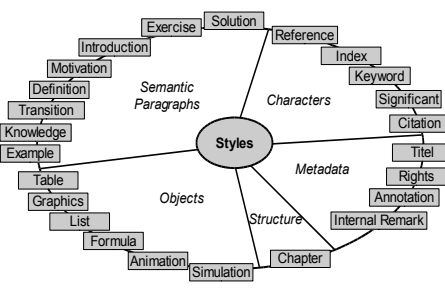 Solution
Exercise
Reference
Introduction
Index
Motivation
Keyword
Definition
Semantic
Paragraphs
Characters
Significant
Transition
Citation
Knowledge
Styles
Example
Titel
Metadata
Table
Rights
Objects
Annotation
Graphics
List
Structure
Internal Remark
Formula
Animation
Chapter
Simulation